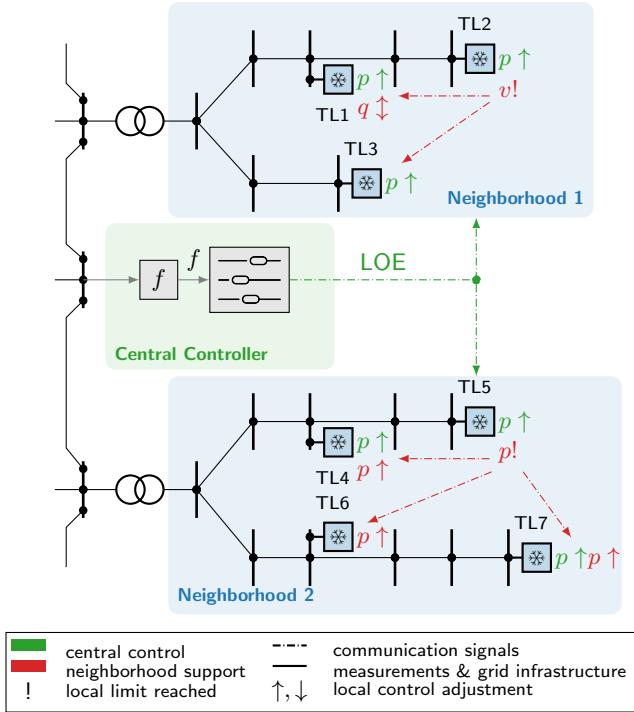 TL2
p ↑
p ↑
v!
TL1
q ↕
TL3
p ↑
Neighborhood 1
f
f
LOE
Central Controller
TL5
p ↑
p ↑
p!
TL4
p ↑
TL6
p ↑
TL7
p ↑ p ↑
Neighborhood 2
central control
communication signals
neighborhood support
measurements & grid infrastructure
! local limit reached
↑, ↓ local control adjustment